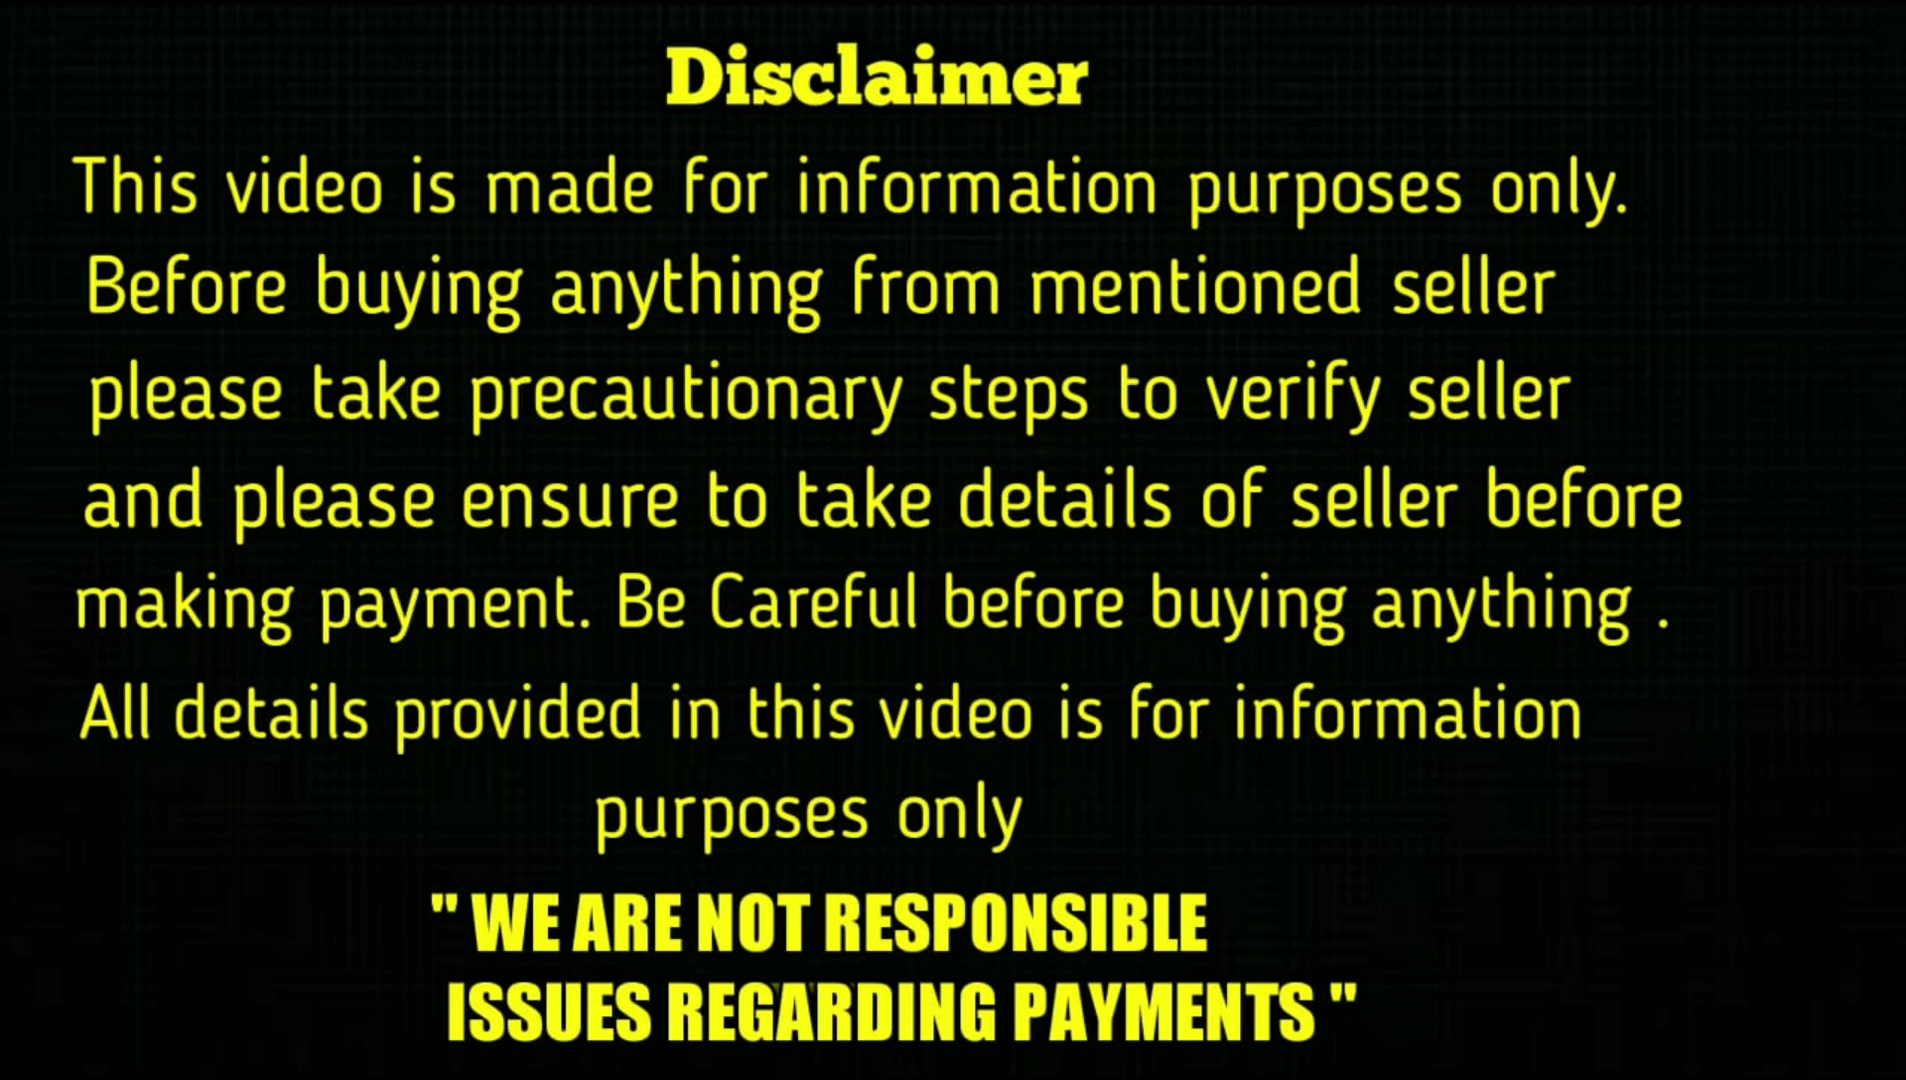 Disclaimer
This video is made for information purposes only.
Before buying anything from mentioned seller
please take precautionary steps to verify seller
and please ensure to take details of seller before
making payment. Be Careful before buying anything .
All details provided in this video is for information
purposes only
" WE ARE NOT RESPONSIBLE
ISSUES REGARDING PAYMENTS "